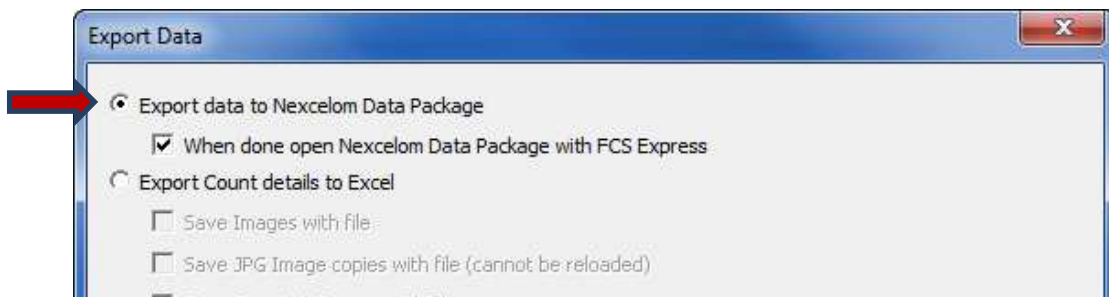 Export Data
Export data to Nexcelom Data Package
When done open Nexcelom Data Package with FCS Express
Export Count details to Excel
Save Images with file
Save JPG Image copies with file (cannot be reloaded)